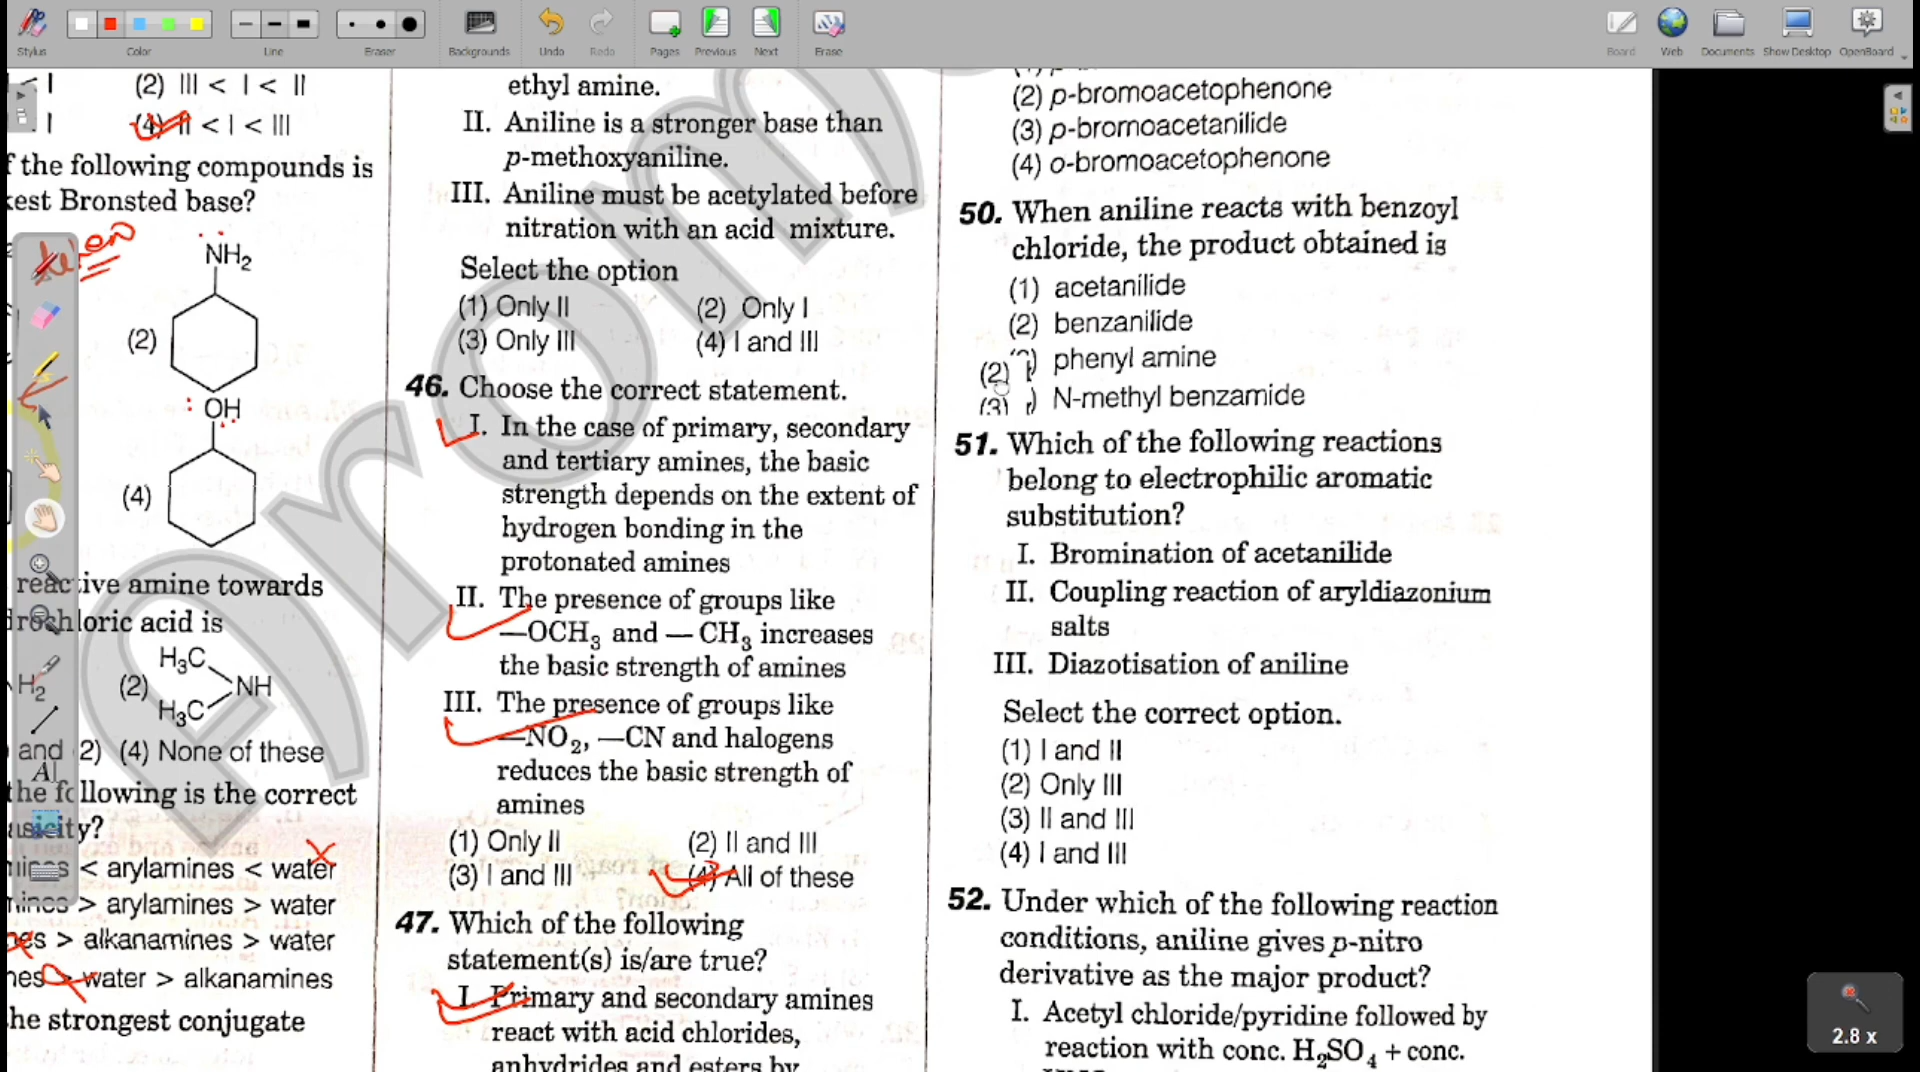 Stylus
Color
Line
Eraser
Backgrounds
Undo
Redo
Pages
Previous
Next
Erase
Board
Web
Documents
Show Desktop
OpenBoard
< I (2) III < I < II
I (4) II < I < III
f the following compounds is
kest Bronsted base?
NH2
(2)
: OH
(4)
reactive amine towards
drochloric acid is
H2
(2) H3C
H3C
NH
and 2) (4) None of these
the following is the correct
asicity?
mines < arylamines < water
mines > arylamines > water
nes > alkanamines > water
nes > water > alkanamines
he strongest conjugate
ethyl amine.
II. Aniline is a stronger base than
p-methoxyaniline.
III. Aniline must be acetylated before
nitration with an acid mixture.
Select the option
(1) Only II (2) Only I
(3) Only III (4) I and III
46. Choose the correct statement.
I. In the case of primary, secondary
and tertiary amines, the basic
strength depends on the extent of
hydrogen bonding in the
protonated amines
II. The presence of groups like
—OCH3 and —CH3 increases
the basic strength of amines
III. The presence of groups like
—NO2, —CN and halogens
reduces the basic strength of
amines
(1) Only II (2) II and III
(3) I and III (4) All of these
47. Which of the following
statement(s) is/are true?
I Primary and secondary amines
react with acid chlorides,
anhydrides and esters by
(2) p-bromoacetophenone
(3) p-bromoacetanilide
(4) o-bromoacetophenone
50. When aniline reacts with benzoyl
chloride, the product obtained is
(1) acetanilide
(2) benzanilide
(2) phenyl amine
(3) N-methyl benzamide
51. Which of the following reactions
belong to electrophilic aromatic
substitution?
I. Bromination of acetanilide
II. Coupling reaction of aryldiazonium
salts
III. Diazotisation of aniline
Select the correct option.
(1) I and II
(2) Only III
(3) II and III
(4) I and III
52. Under which of the following reaction
conditions, aniline gives p-nitro
derivative as the major product?
I. Acetyl chloride/pyridine followed by
reaction with conc. H2SO4 + conc.
2.8 x